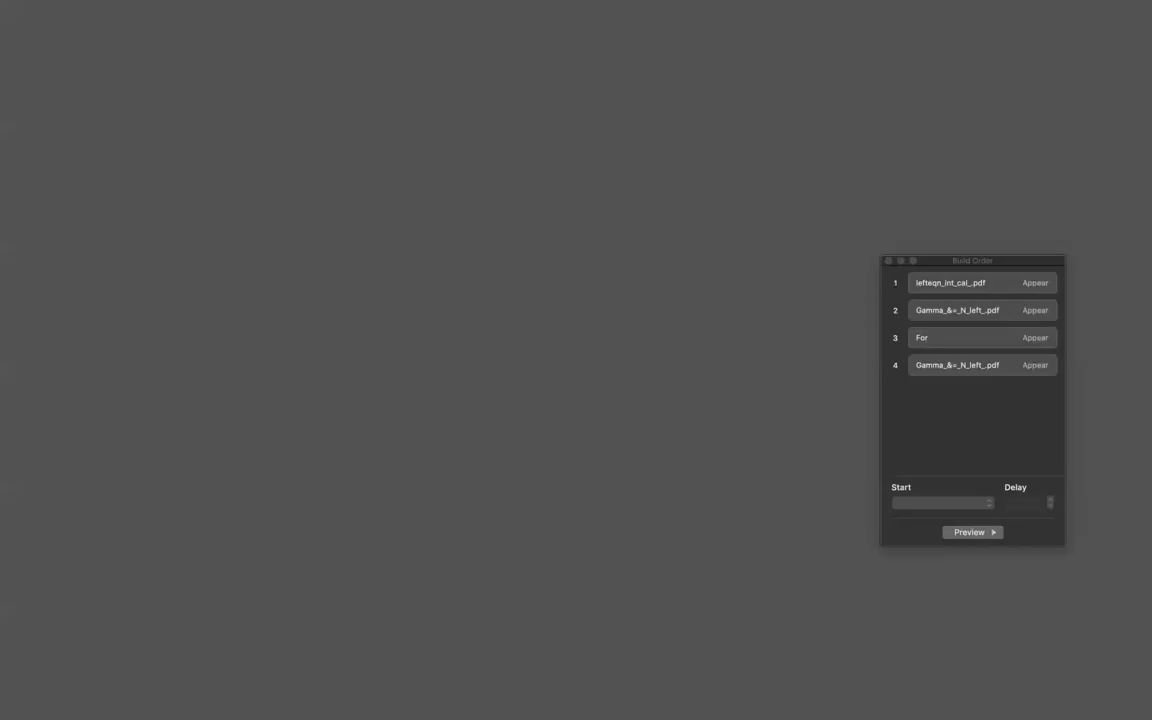 Build Order
1 lefteqn_int_cal_.pdf Appear
2 Gamma_&=_N_left_.pdf Appear
3 For Appear
4 Gamma_&=_N_left_.pdf Appear
Start Delay
Preview